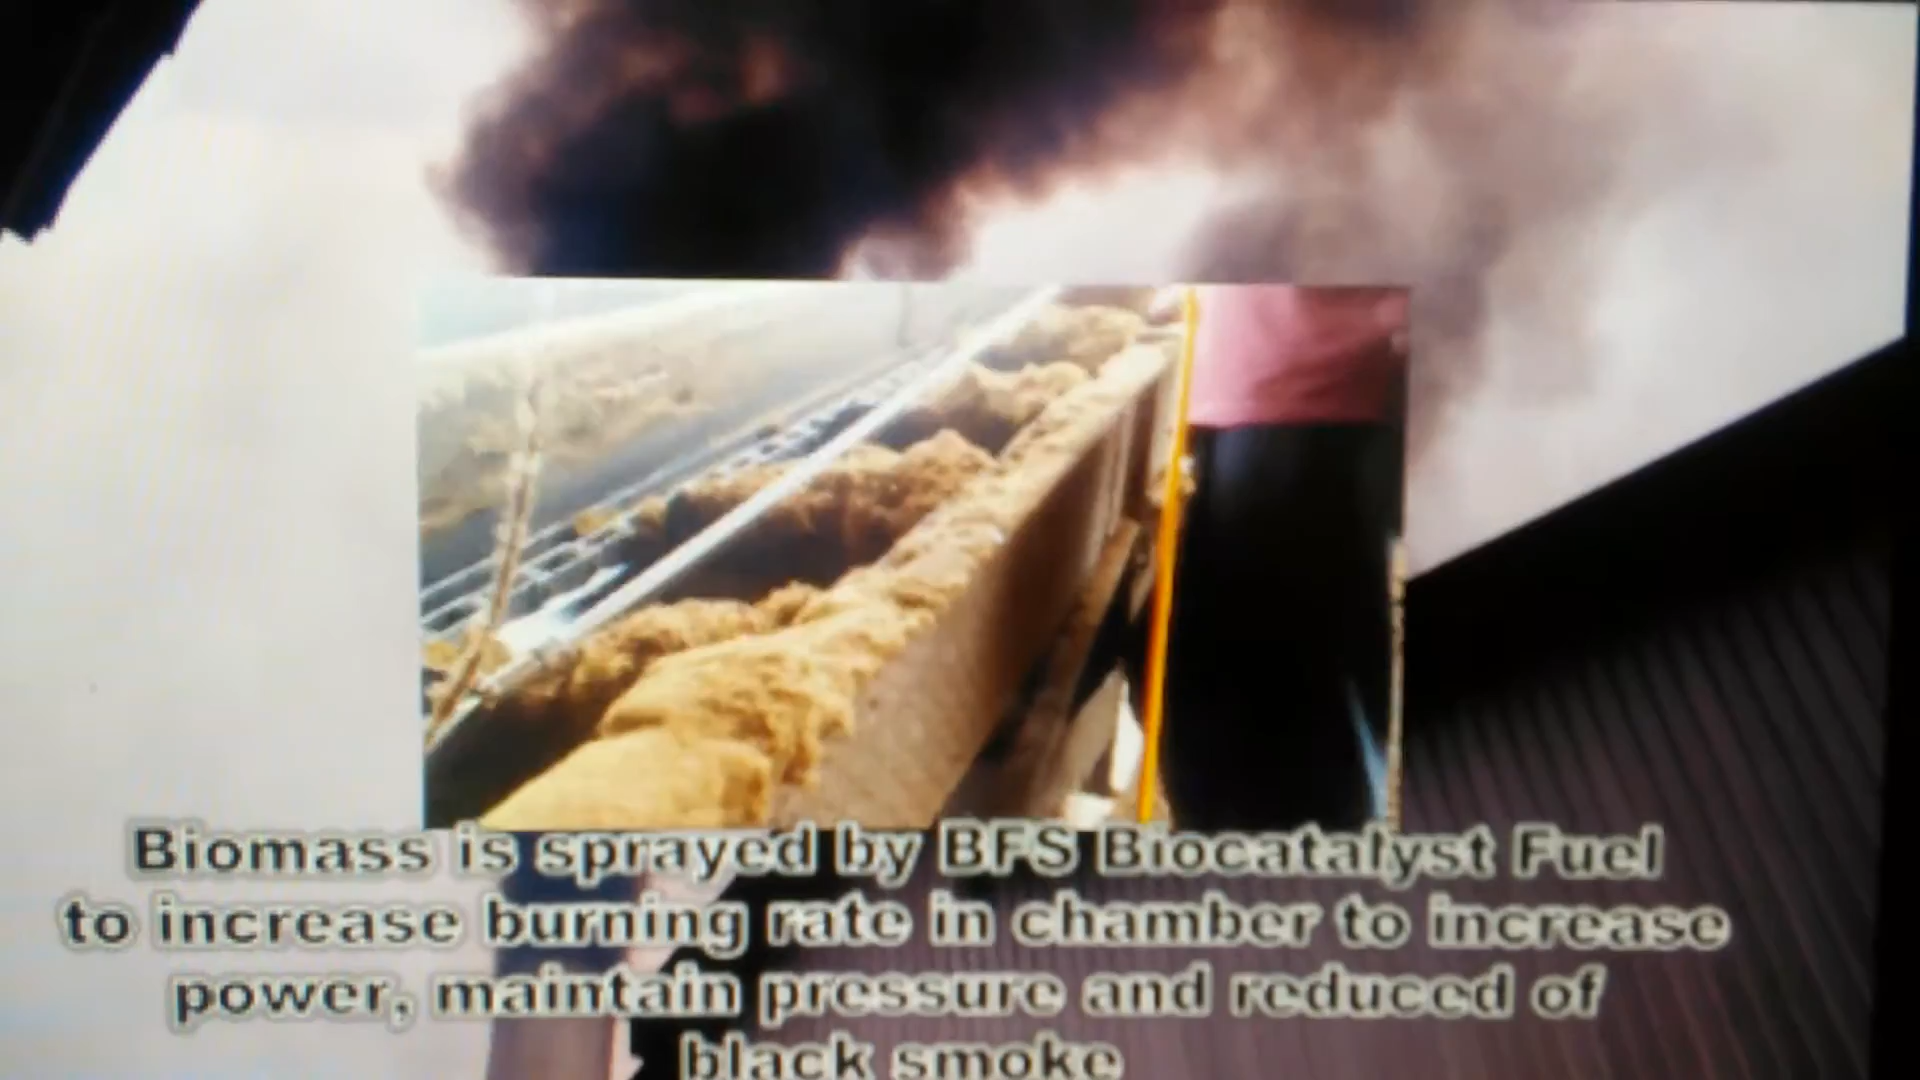 Biomass is sprayed by BFS Biocatalyst Fuel
to increase burning rate in chamber to increase
power, maintain pressure and reduced of
black smoke